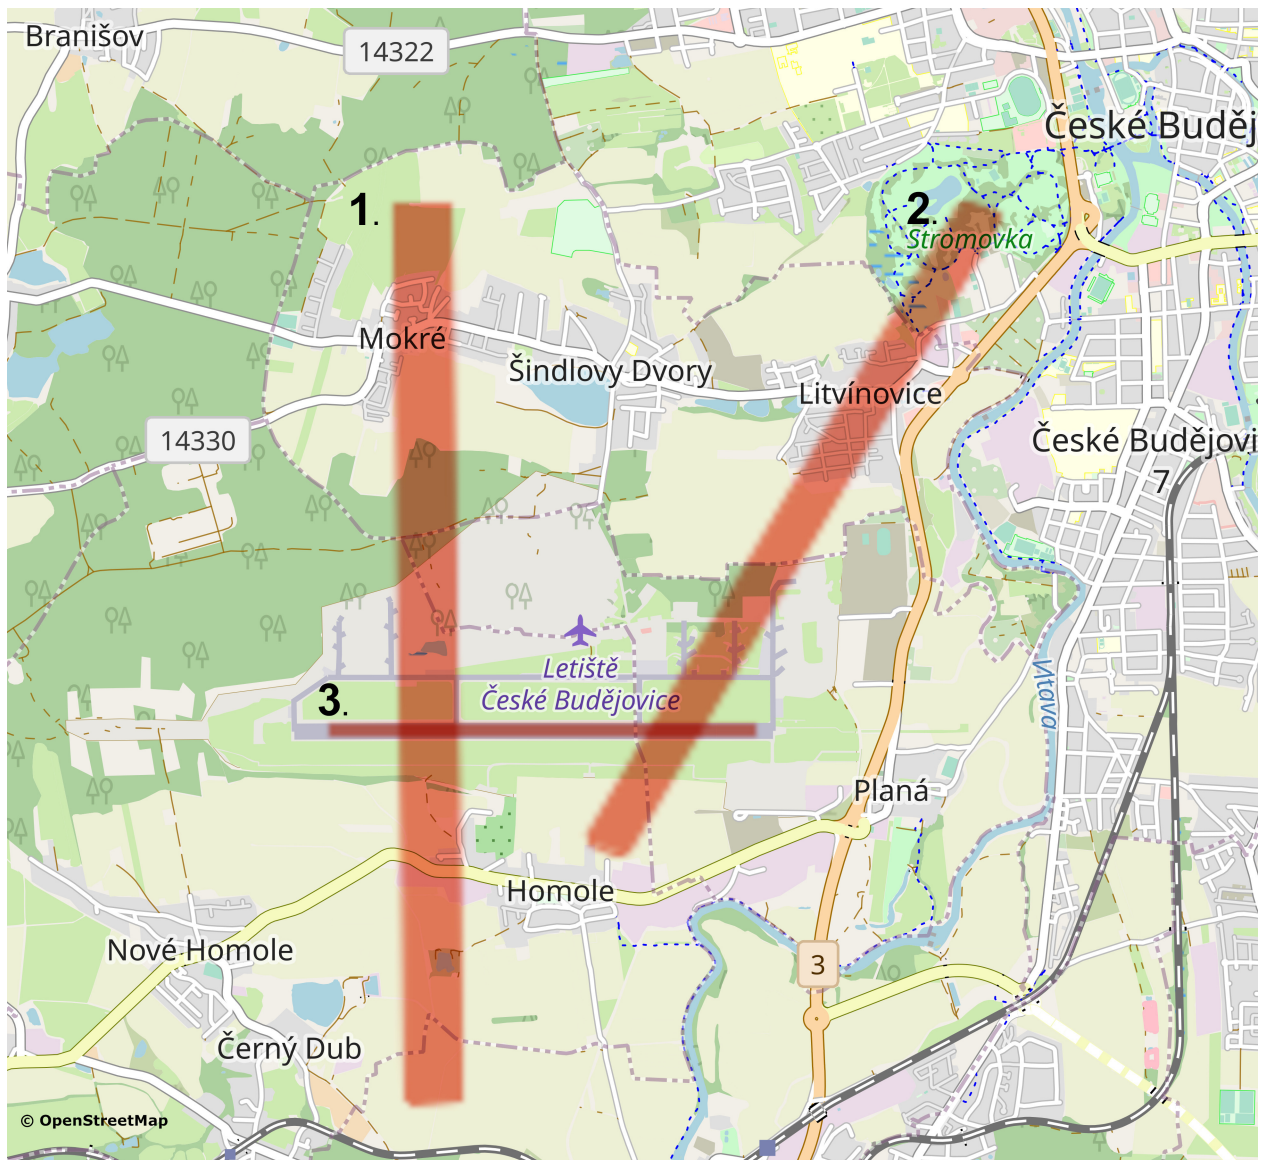 Branišov
14322
České Buděj
1.
2.
Stromovka
Mokré
Šindlovy Dvory
Litvínovice
14330
České Budějovi
7
Letiště
České Budějovice
3.
Vltava
Planá
Homole
Nové Homole
3
Černý Dub
© OpenStreetMap